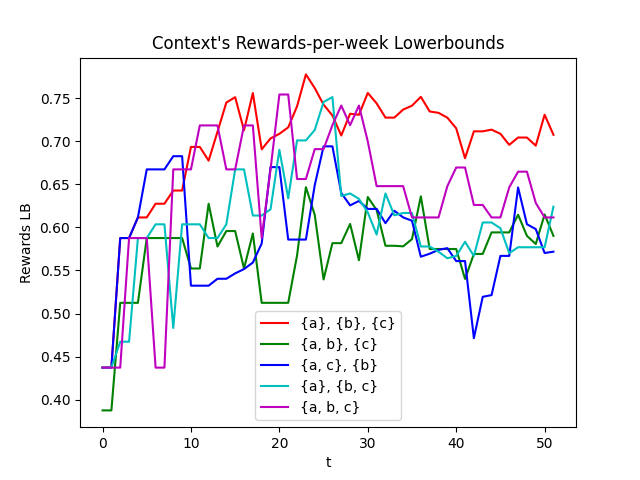 Context's Rewards-per-week Lowerbounds
Rewards LB
0.75
0.70
0.65
0.60
0.55
0.50
0.45
0.40
{a}, {b}, {c}
{a, b}, {c}
{a, c}, {b}
{a}, {b, c}
{a, b, c}
0 10 20 30 40 50
t